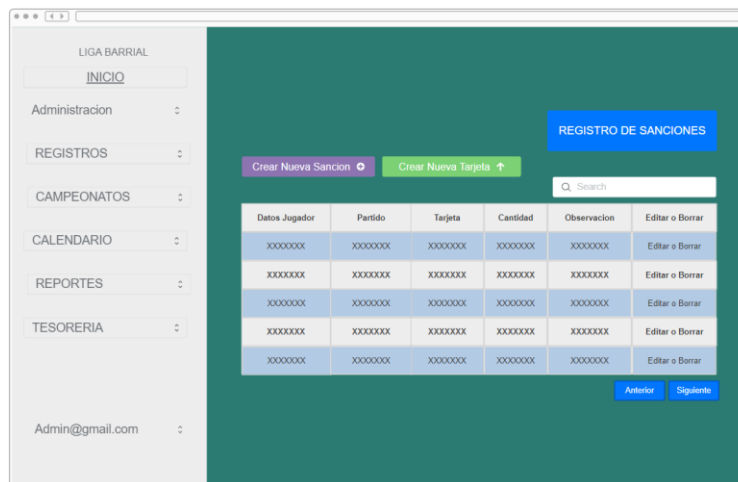 LIGA BARRIAL
INICIO
Administracion
REGISTROS
CAMPEONATOS
CALENDARIO
REPORTES
TESORERIA
Admin@gmail.com
REGISTRO DE SANCIONES
Crear Nueva Sancion
Crear Nueva Tarjeta
Search
Datos Jugador Partido Tarjeta Cantidad Observacion Editar o Borrar
XXXXXXX XXXXXXX XXXXXXX XXXXXXX XXXXXXX Editar o Borrar
XXXXXXX XXXXXXX XXXXXXX XXXXXXX XXXXXXX Editar o Borrar
XXXXXXX XXXXXXX XXXXXXX XXXXXXX XXXXXXX Editar o Borrar
XXXXXXX XXXXXXX XXXXXXX XXXXXXX XXXXXXX Editar o Borrar
XXXXXXX XXXXXXX XXXXXXX XXXXXXX XXXXXXX Editar o Borrar
Anterior Siguiente